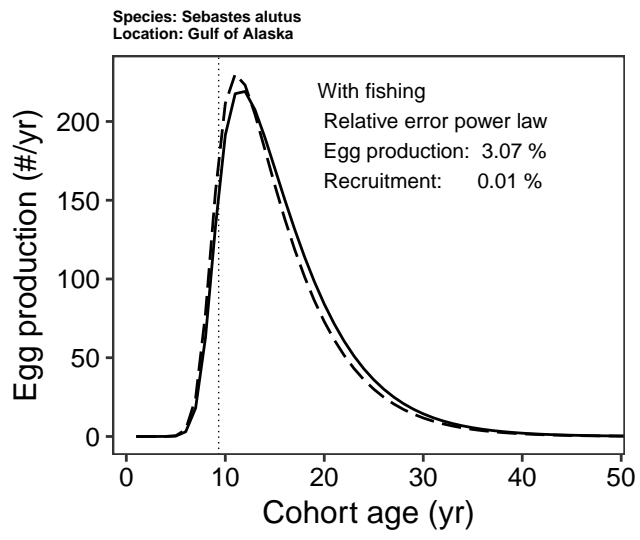 Species: Sebastes alutus
Location: Gulf of Alaska
With fishing
Relative error power law
Egg production: 3.07 %
Recruitment: 0.01 %
Egg production (#/yr)
200
150
100
50
0
0 10 20 30 40 50
Cohort age (yr)